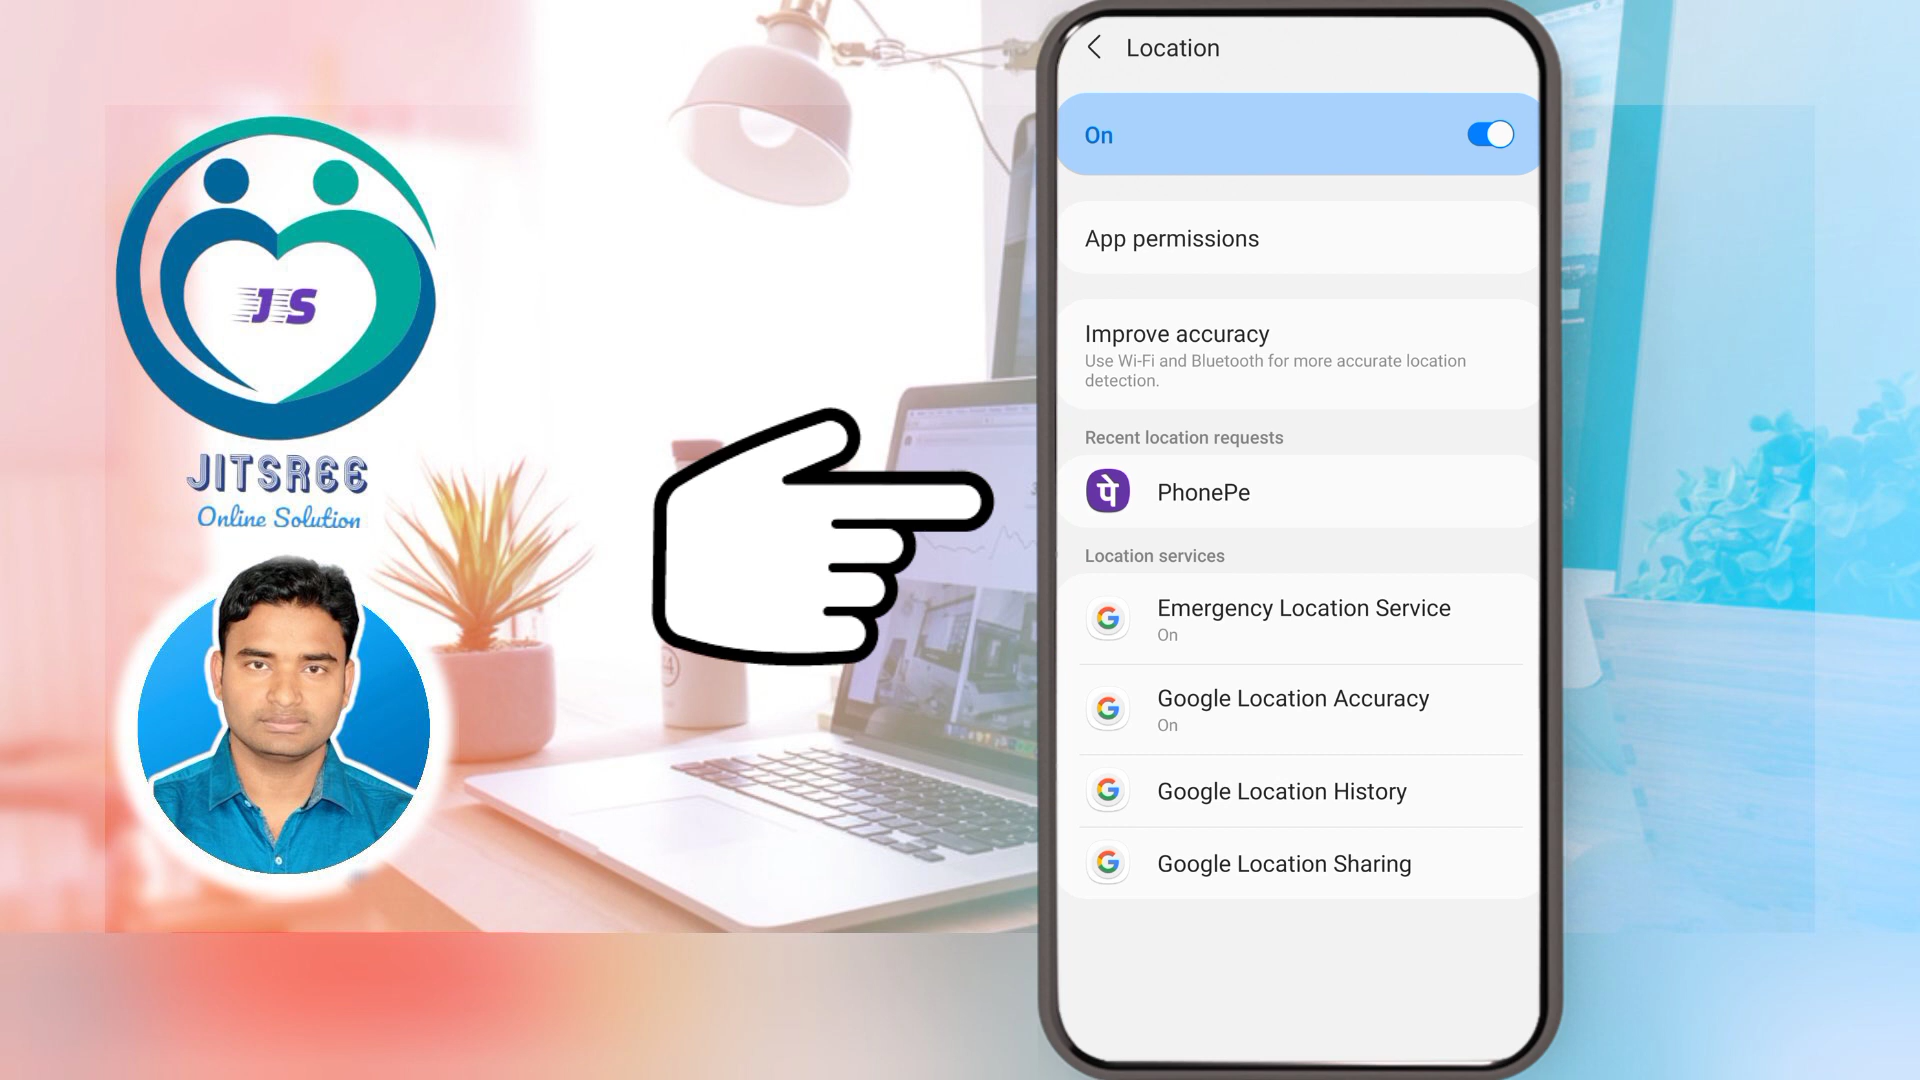 JS
JITSREE
Online Solution
Location
On
App permissions
Improve accuracy
Use Wi-Fi and Bluetooth for more accurate location
detection.
Recent location requests
पे
PhonePe
Location services
G
Emergency Location Service
On
G
Google Location Accuracy
On
G
Google Location History
G
Google Location Sharing